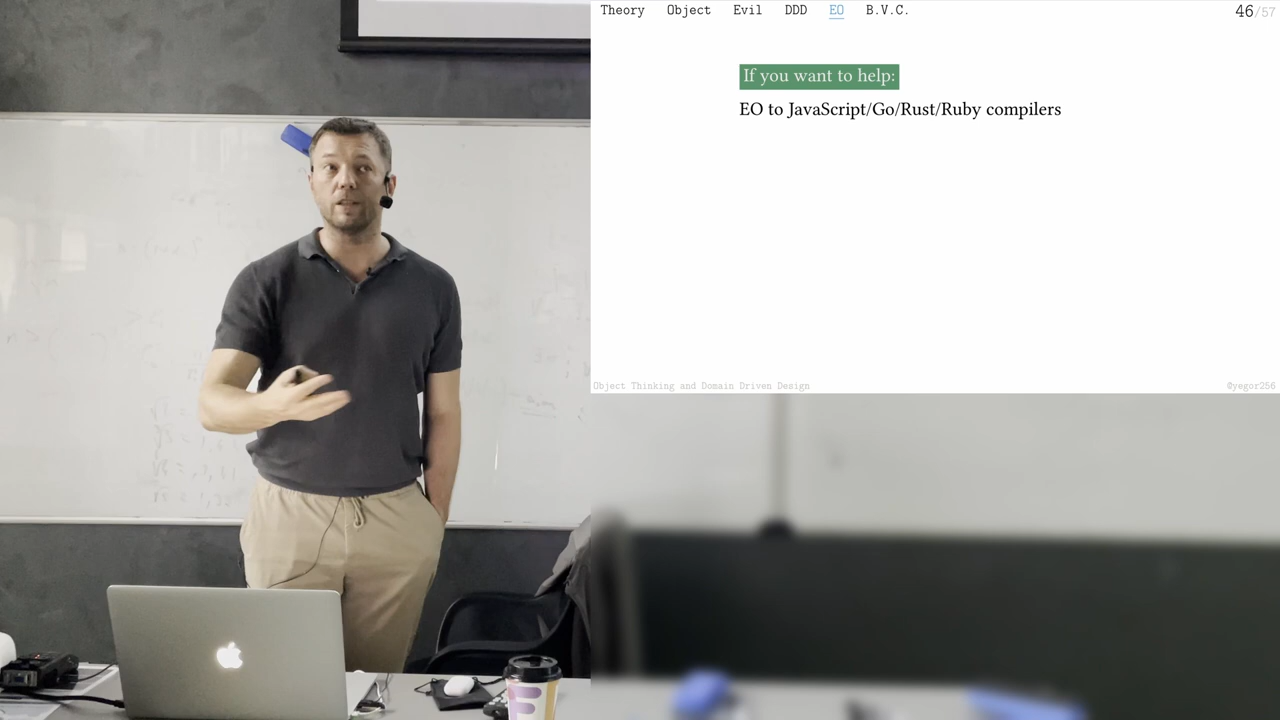 Theory Object Evil DDD EO B.V.C. 46/57
If you want to help:
EO to JavaScript/Go/Rust/Ruby compilers
Object Thinking and Domain Driven Design @yegor256